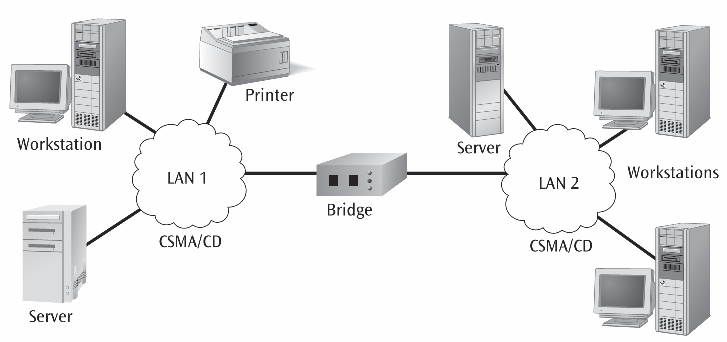 Printer
Workstation
Server
LAN 1
LAN 2
Workstations
Bridge
CSMA/CD
CSMA/CD
Server